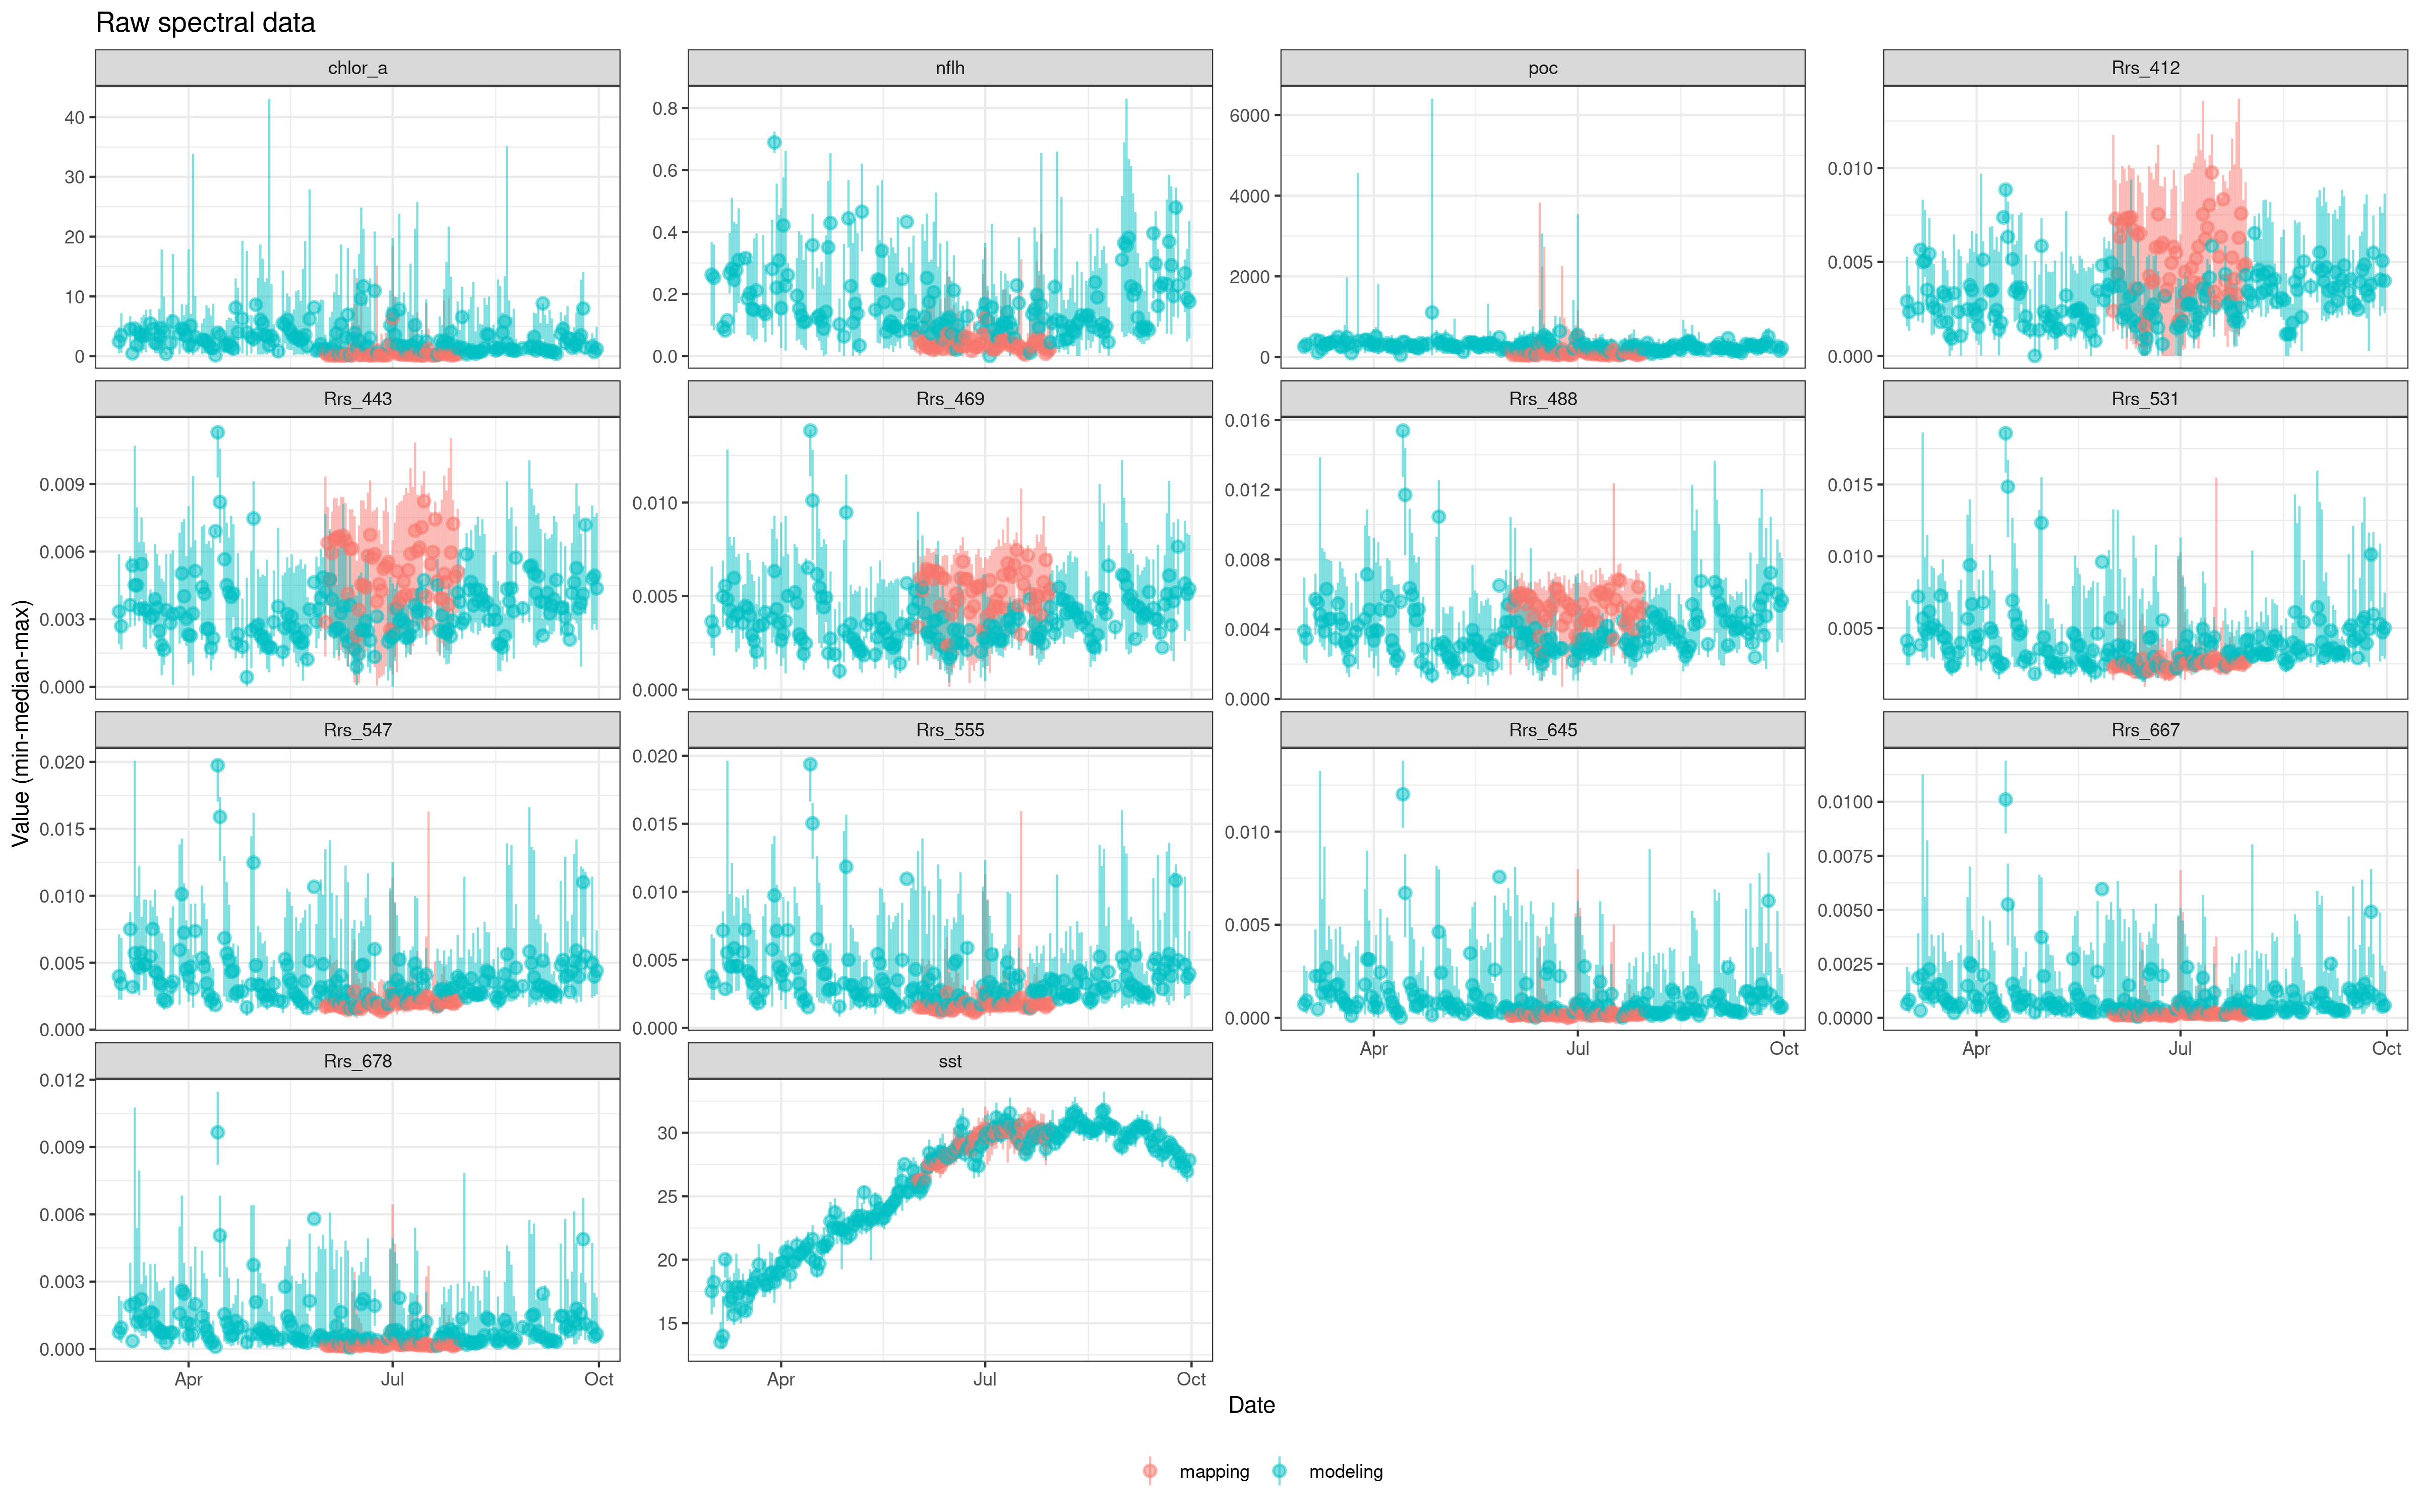 Raw spectral data
chlor_a
nflh
poc
Rrs_412
40
30
20
10
0
0.8
0.6
0.4
0.2
0.0
6000
4000
2000
0
0.010
0.005
0.000
Rrs_443
Rrs_469
Rrs_488
Rrs_531
0.009
0.006
0.003
0.000
0.010
0.005
0.000
0.016
0.012
0.008
0.004
0.000
0.015
0.010
0.005
Value (min-median-max)
Rrs_547
Rrs_555
Rrs_645
Rrs_667
0.020
0.015
0.010
0.005
0.000
0.020
0.015
0.010
0.005
0.000
0.010
0.005
0.000
0.0100
0.0075
0.0050
0.0025
0.0000
Apr Jul Oct
Apr Jul Oct
Rrs_678
sst
0.012
0.009
0.006
0.003
0.000
30
25
20
15
Apr Jul Oct
Apr Jul Oct
Date
mapping modeling